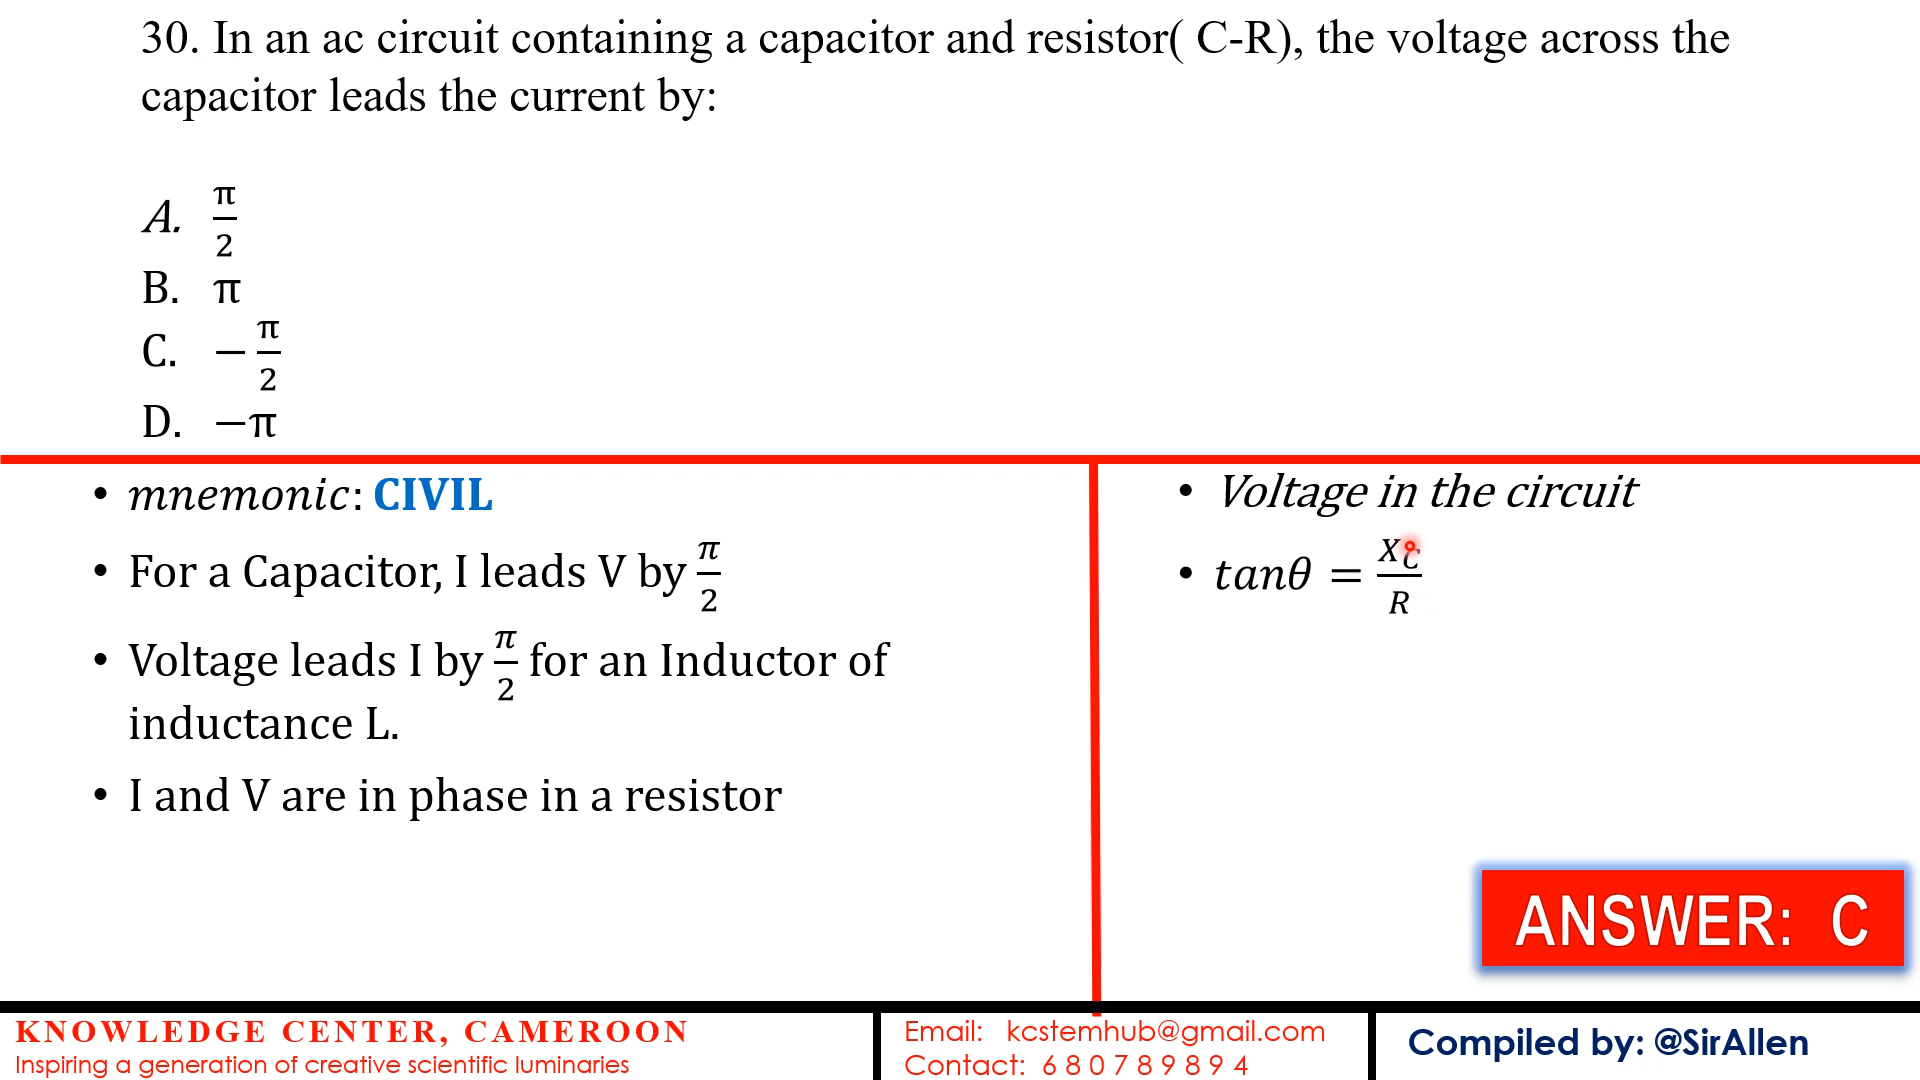 30. In an ac circuit containing a capacitor and resistor( C-R), the voltage across the
capacitor leads the current by:
A. π/2
B. π
C. −π/2
D. −π
• mnemonic: CIVIL
• For a Capacitor, I leads V by π/2
• Voltage leads I by π/2 for an Inductor of
inductance L.
• I and V are in phase in a resistor
• Voltage in the circuit
• tanθ = X_C/R
ANSWER: C
KNOWLEDGE CENTER, CAMEROON
Inspiring a generation of creative scientific luminaries
Email: kcstemhub@gmail.com
Contact: 6 8 0 7 8 9 8 9 4
Compiled by: @SirAllen